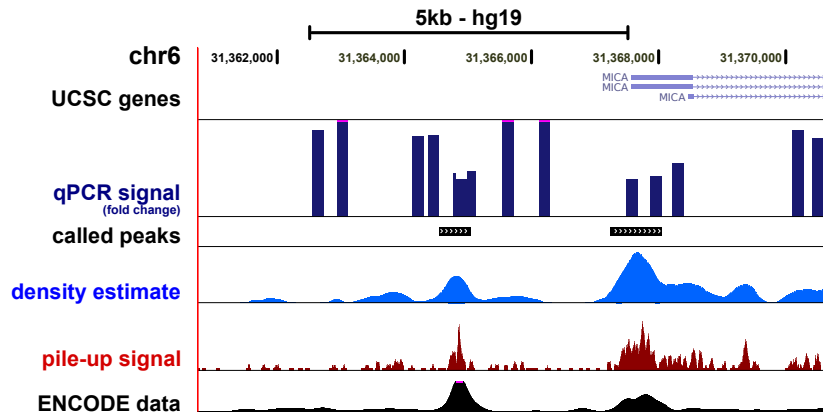 5kb - hg19
chr6
31,362,000 31,364,000 31,366,000 31,368,000 31,370,000
UCSC genes
MICA
MICA
MICA
qPCR signal
(fold change)
called peaks
density estimate
pile-up signal
ENCODE data